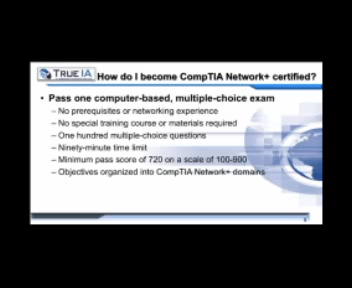 TRUE IA
How do I become CompTIA Network+ certified?
• Pass one computer-based, multiple-choice exam
– No prerequisites or networking experience
– No special training course or materials required
– One hundred multiple-choice questions
– Ninety-minute time limit
– Minimum pass score of 720 on a scale of 100-900
– Objectives organized into CompTIA Network+ domains